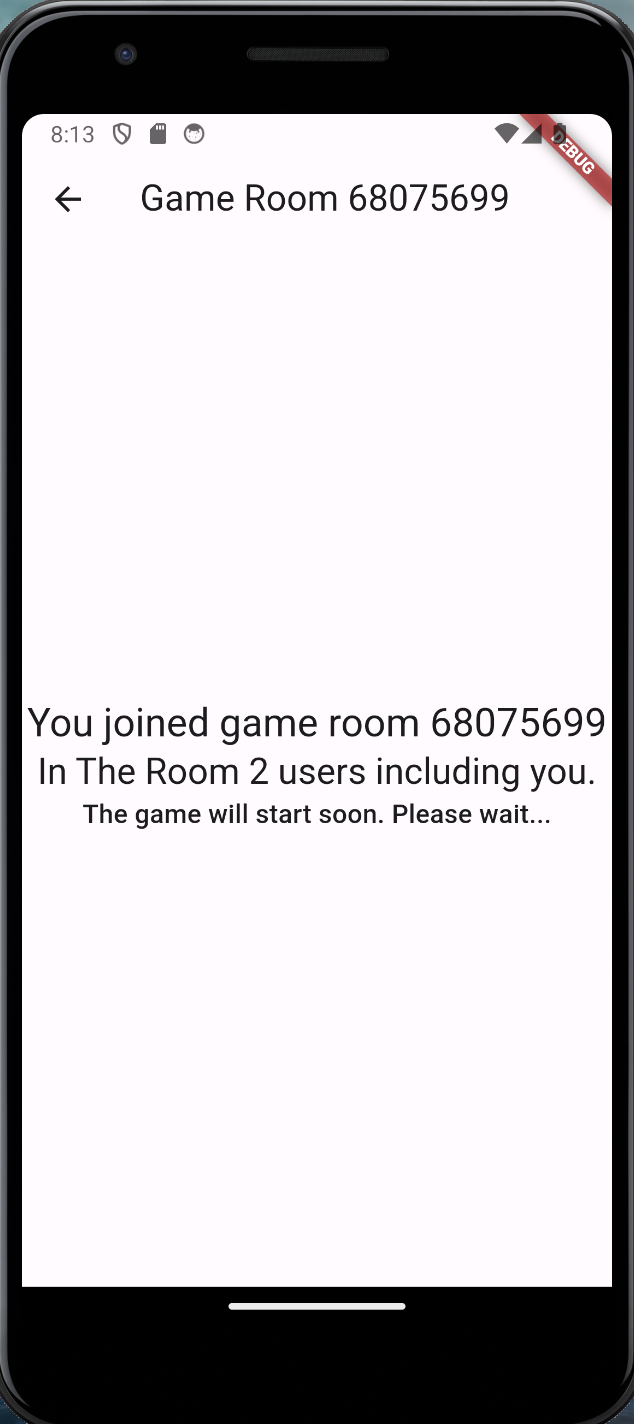 8:13
DEBUG
Game Room 68075699
You joined game room 68075699
In The Room 2 users including you.
The game will start soon. Please wait...